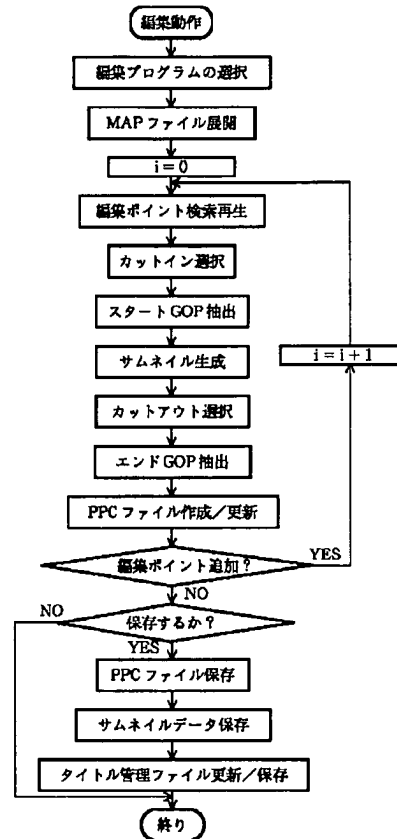 編集動作
編集プログラムの選択
MAPファイル展開
i=0
編集ポイント検索再生
カットイン選択
スタートGOP抽出
サムネイル生成
i=i+1
カットアウト選択
エンドGOP抽出
PPCファイル作成/更新
編集ポイント追加?
YES
NO
保存するか?
NO
YES
PPCファイル保存
サムネイルデータ保存
タイトル管理ファイル更新/保存
終り